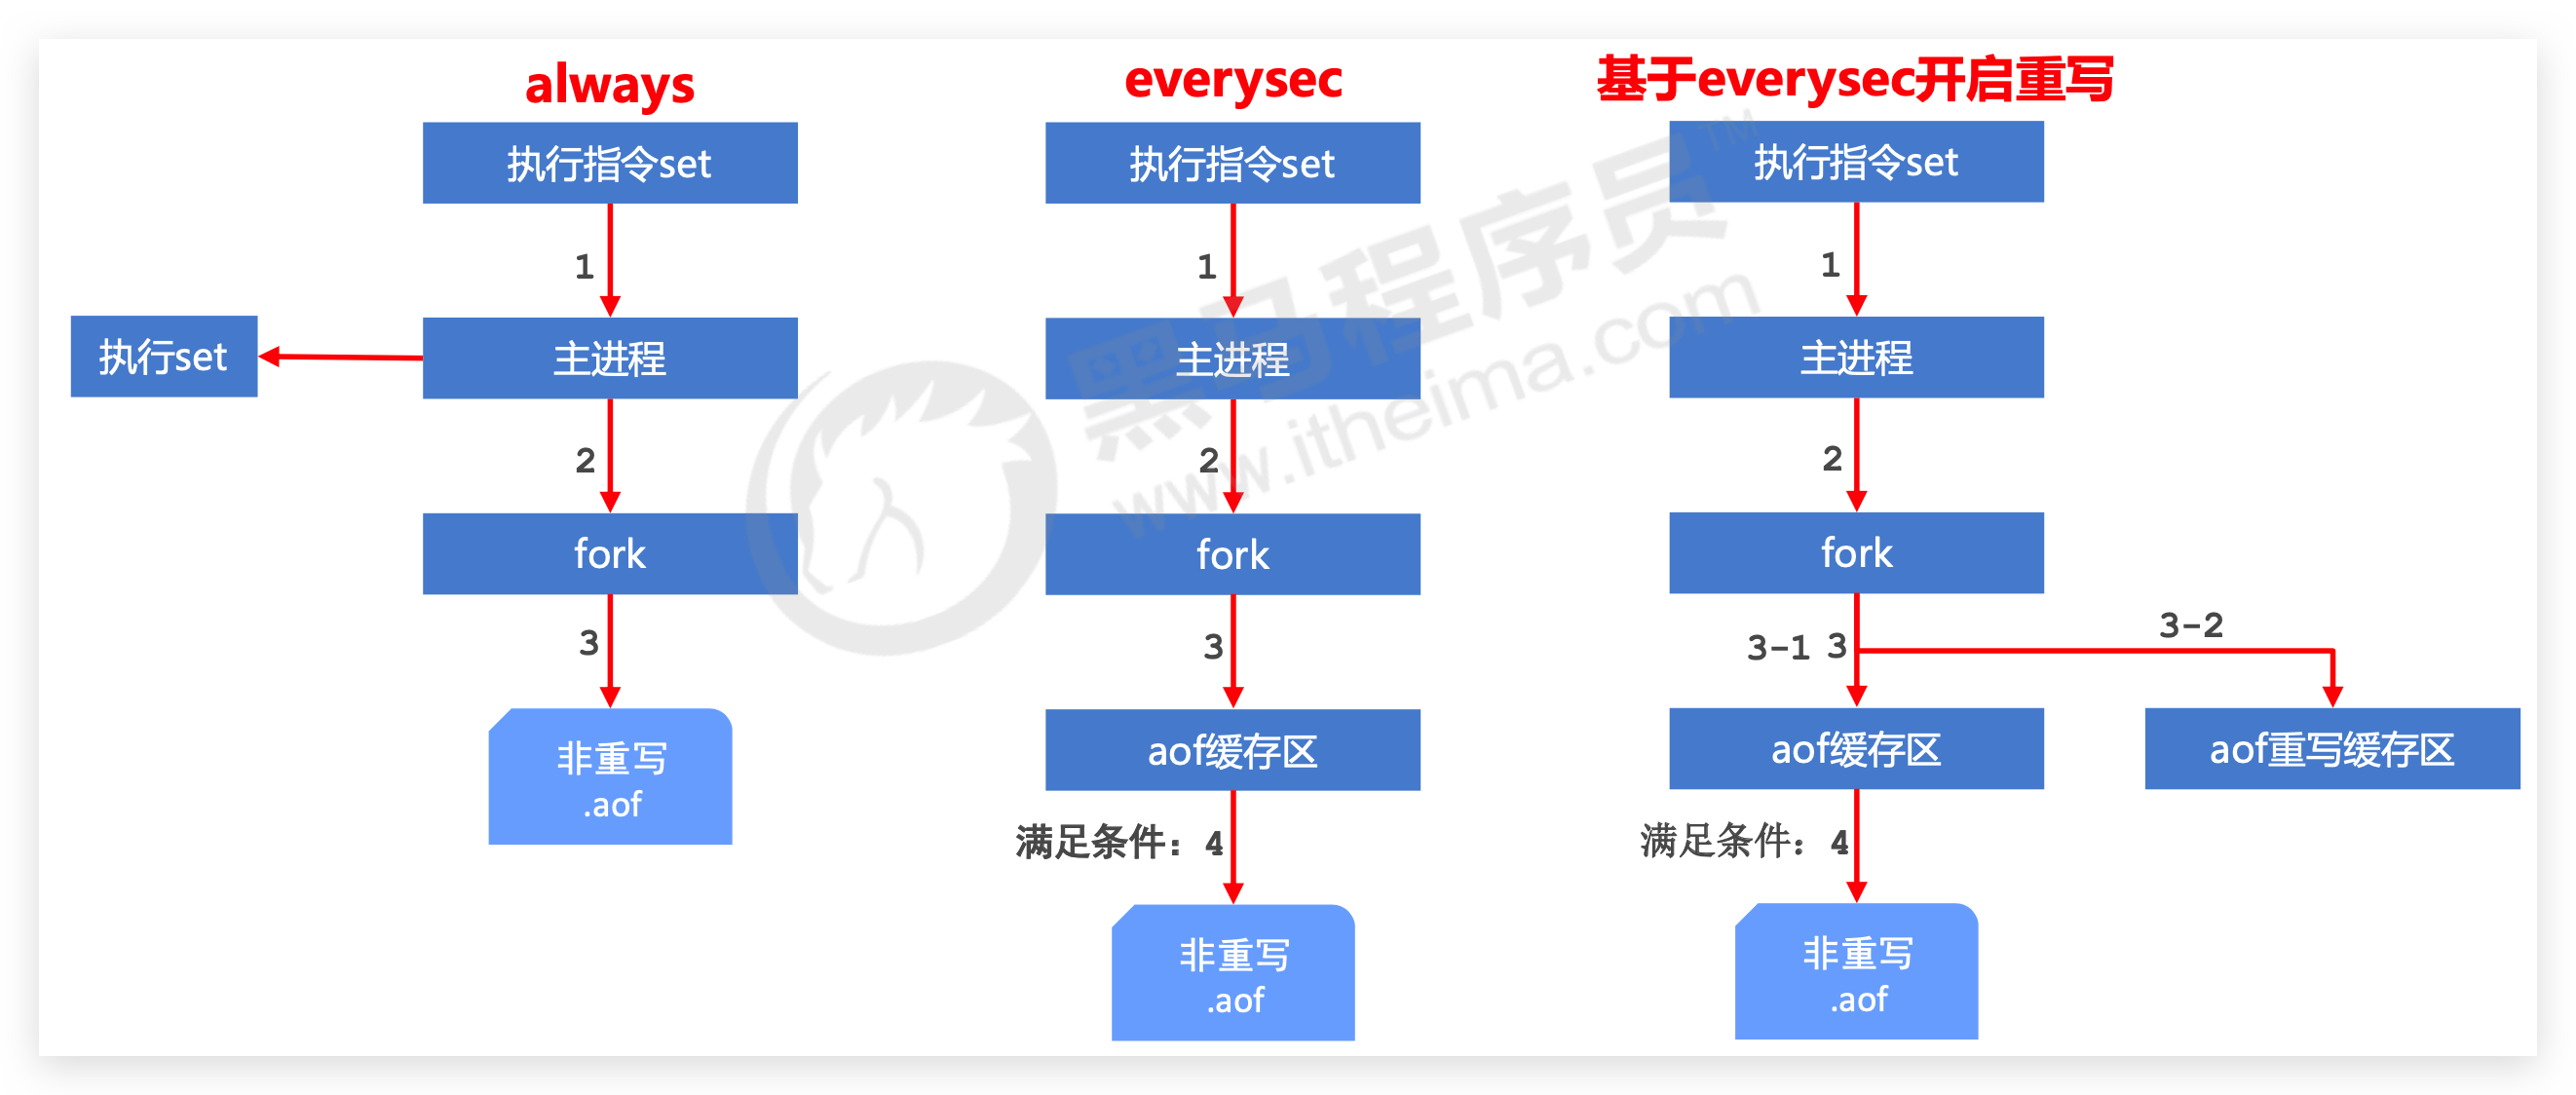 always
执行指令set
1
执行set
主进程
2
fork
3
非重写
.aof
everysec
执行指令set
1
主进程
2
fork
3
aof缓存区
满足条件：4
非重写
.aof
基于everysec开启重写
执行指令set
1
主进程
2
fork
3-1 3
3-2
aof缓存区
aof重写缓存区
满足条件：4
非重写
.aof
黑马程序员™
www.itheima.com